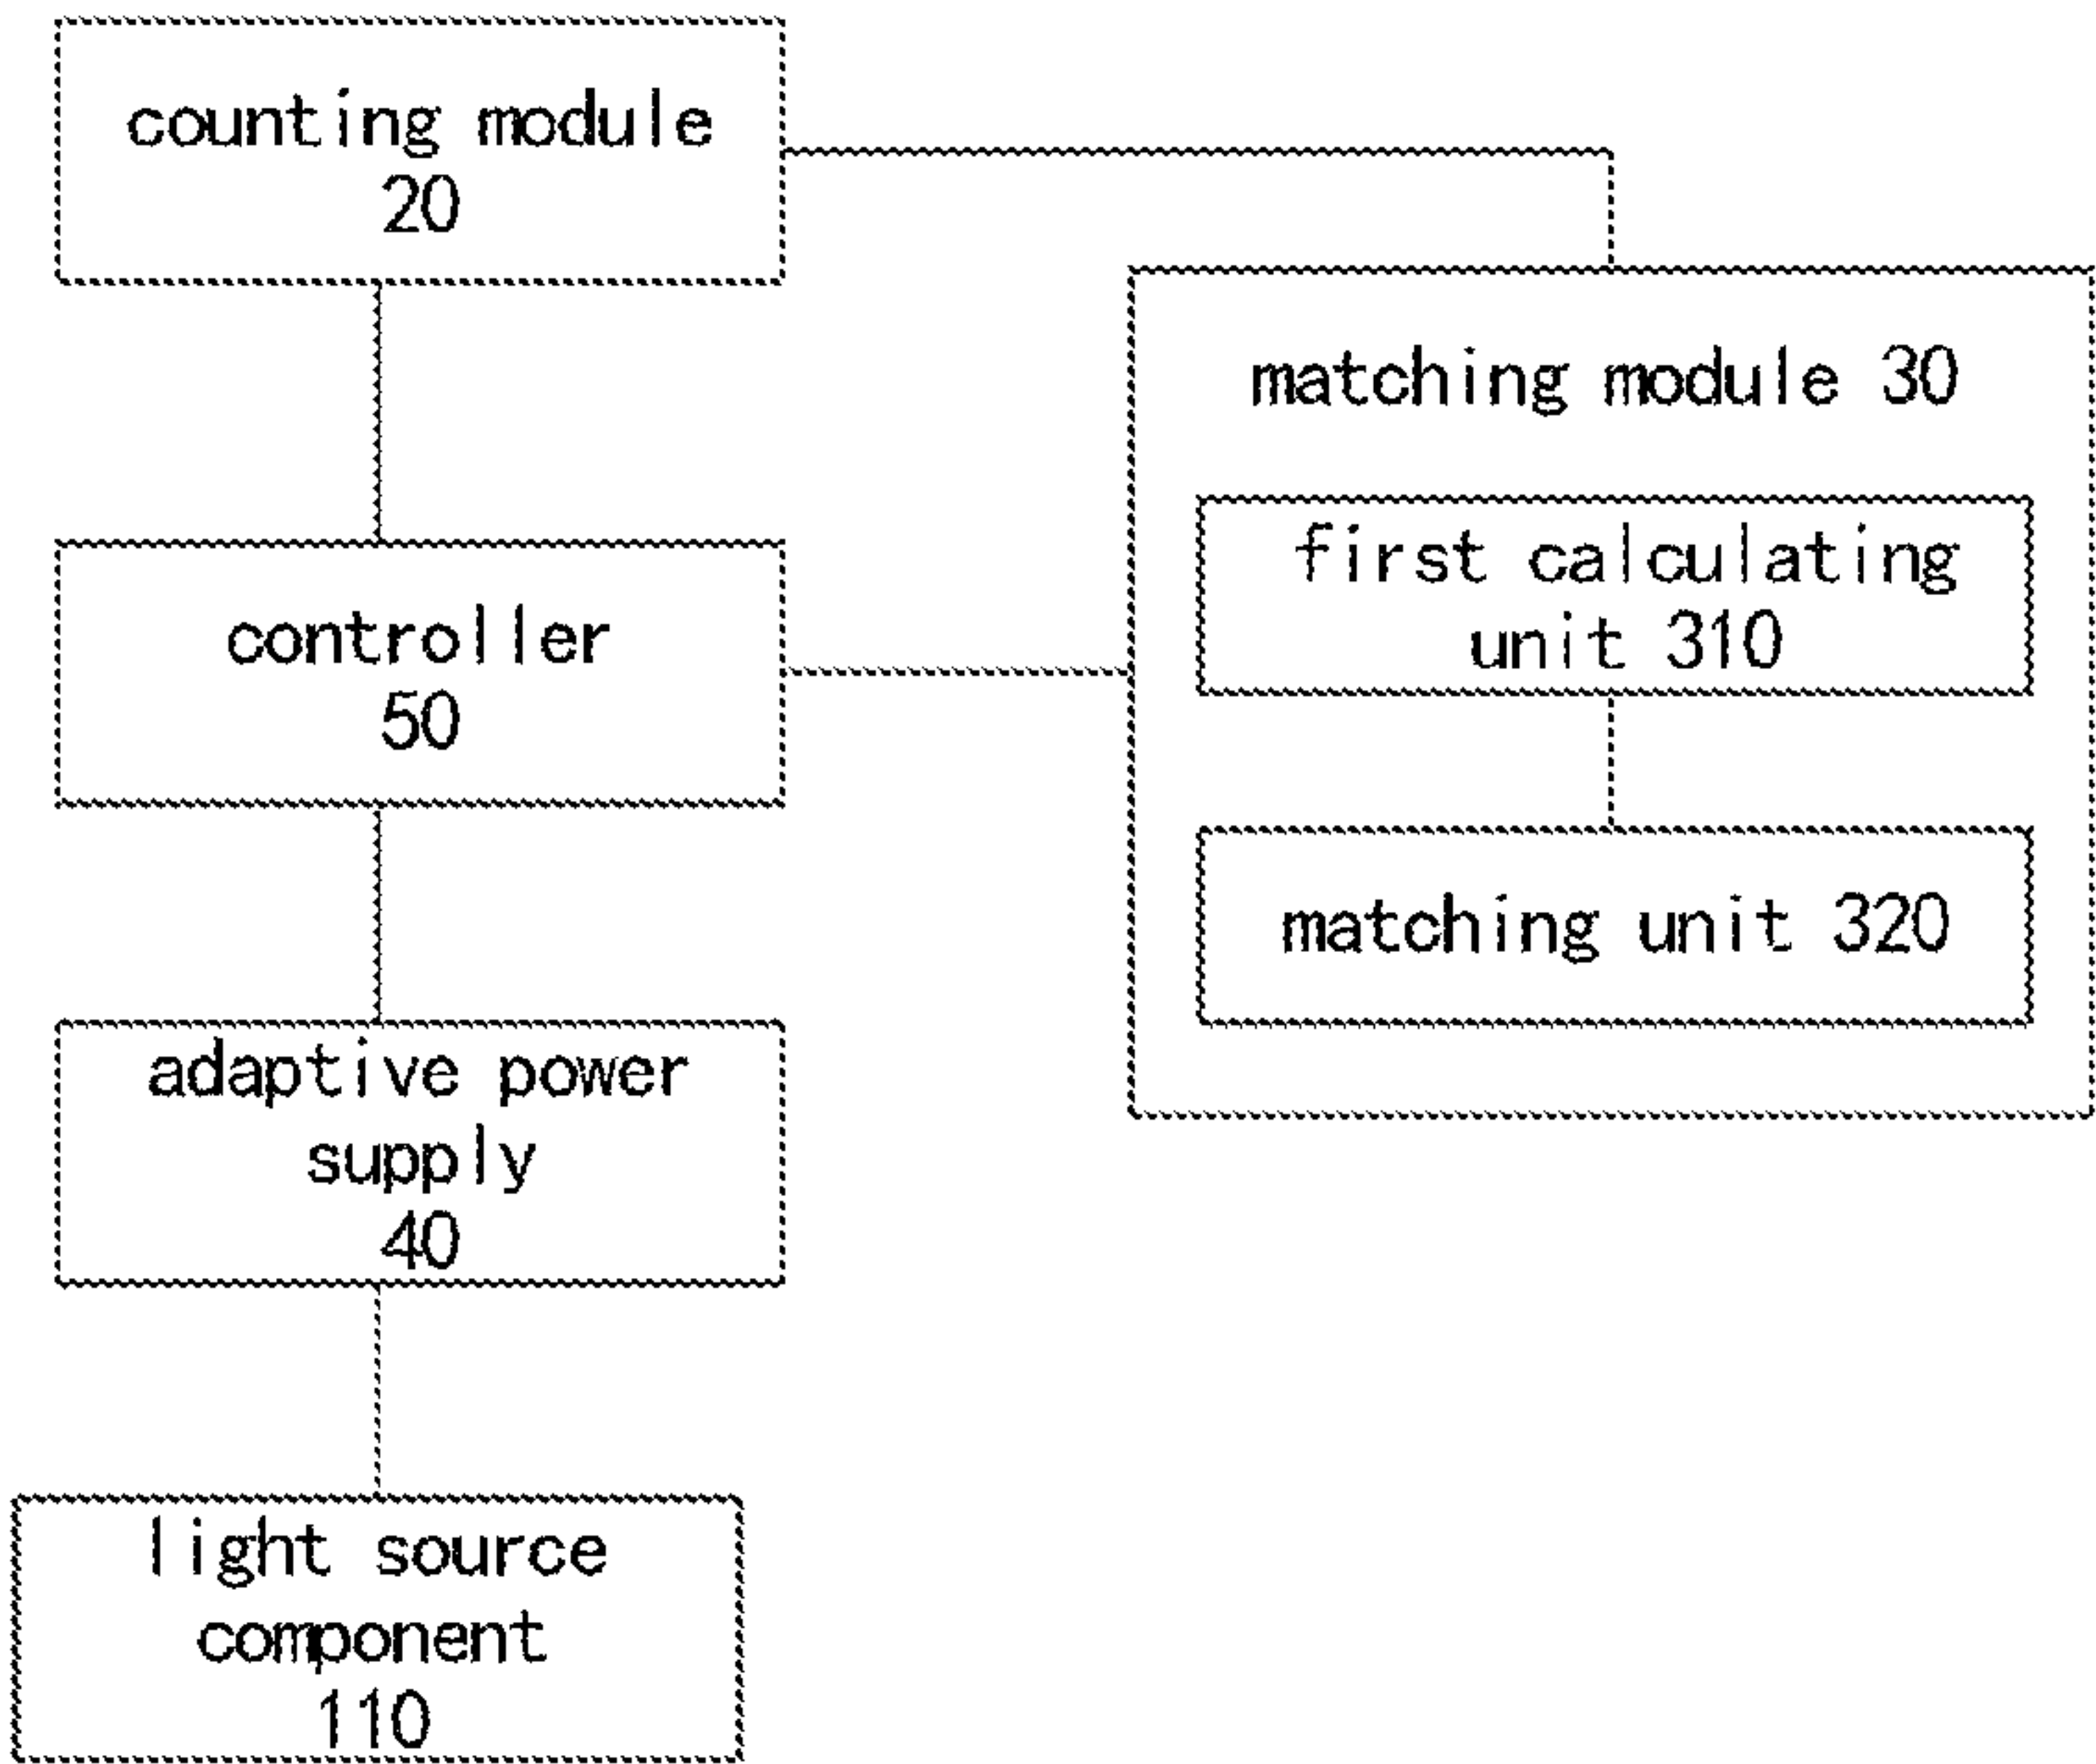 counting module
20
matching module 30
first calculating
unit 310
controller
50
matching unit 320
adaptive power
supply
40
light source
component
110